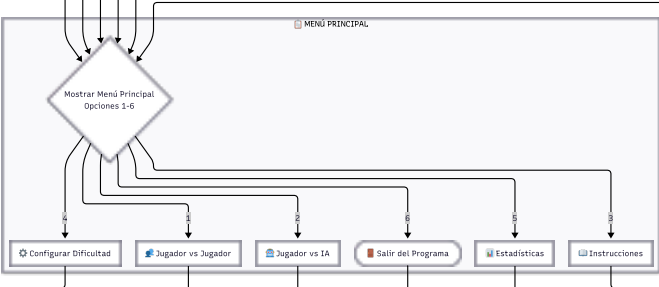 MENÚ PRINCIPAL
Mostrar Menú Principal
Opciones 1-6
4
1
2
6
5
3
Configurar Dificultad
Jugador vs Jugador
Jugador vs IA
Salir del Programa
Estadísticas
Instrucciones